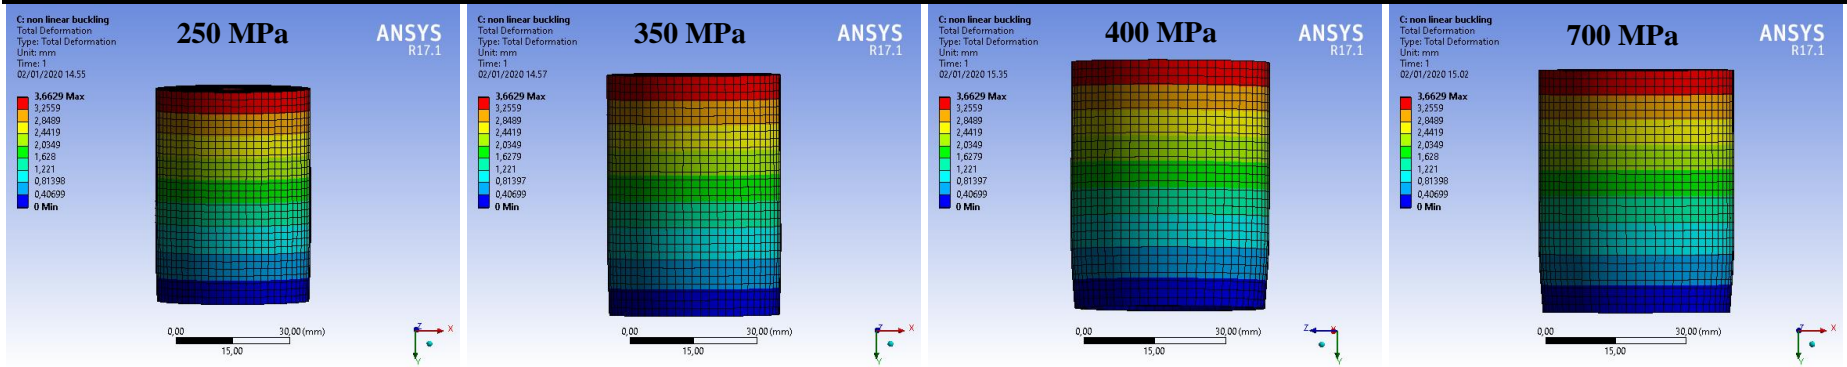 C: non linear buckling
Total Deformation
Type: Total Deformation
Unit: mm
Time: 1
02/01/2020 14.55
250 MPa
ANSYS
R17.1
3,6629 Max
3,2559
2,8489
2,4419
2,0349
1,628
1,221
0,81398
0,40699
0 Min
0,00
30,00 (mm)
15,00
Z
X
Y
C: non linear buckling
Total Deformation
Type: Total Deformation
Unit: mm
Time: 1
02/01/2020 14.57
350 MPa
ANSYS
R17.1
3,6629 Max
3,2559
2,8489
2,4419
2,0349
1,6279
1,221
0,81397
0,40699
0 Min
0,00
30,00 (mm)
15,00
Z
X
Y
C: non linear buckling
Total Deformation
Type: Total Deformation
Unit: mm
Time: 1
02/01/2020 15.35
400 MPa
ANSYS
R17.1
3,6629 Max
3,2559
2,8489
2,4419
2,0349
1,6279
1,221
0,81397
0,40699
0 Min
0,00
30,00 (mm)
15,00
Z
X
Y
C: non linear buckling
Total Deformation
Type: Total Deformation
Unit: mm
Time: 1
02/01/2020 15.02
700 MPa
ANSYS
R17.1
3,6629 Max
3,2559
2,8489
2,4419
2,0349
1,628
1,221
0,81398
0,40699
0 Min
0,00
30,00 (mm)
15,00
Z
X
Y